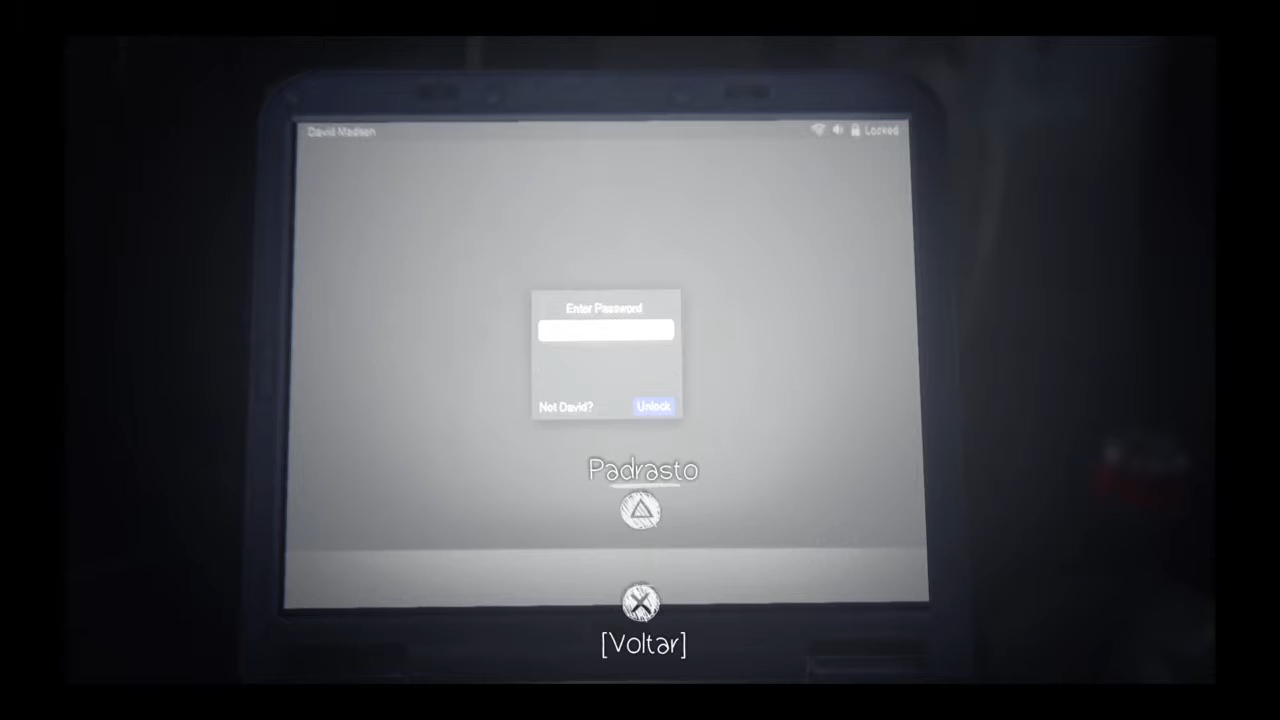 David Madsen
Locked
Enter Password
Not David?
Unlock
Padrasto
[Voltar]